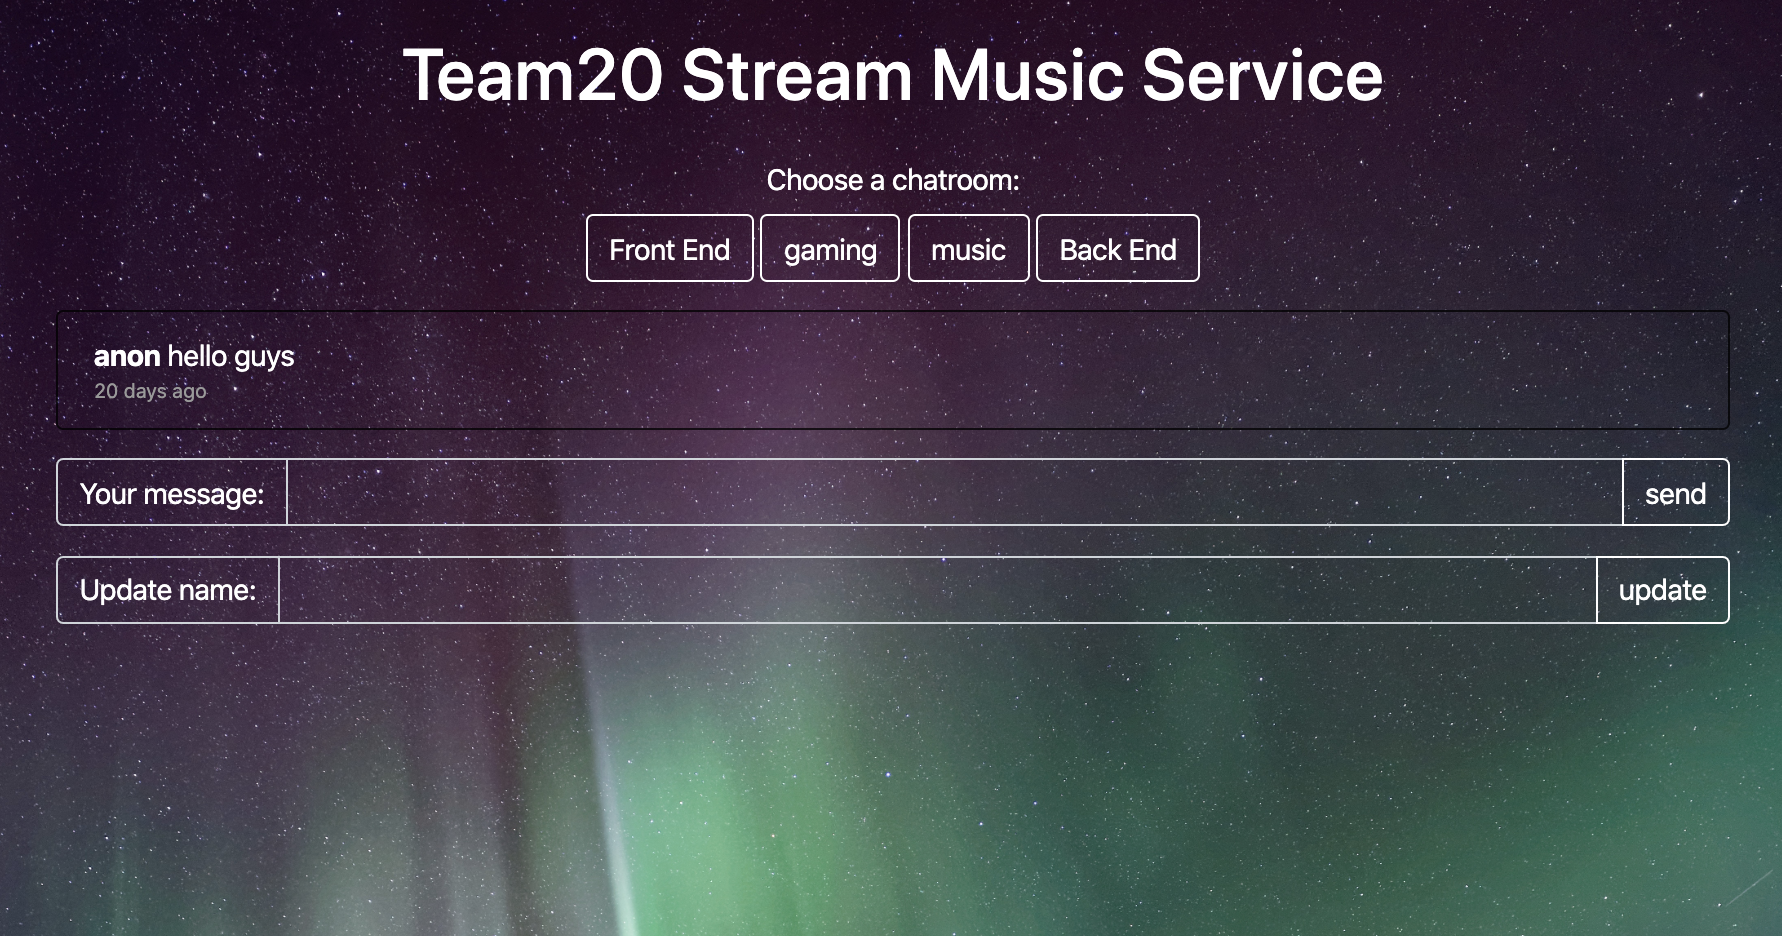 Team20 Stream Music Service
Choose a chatroom:
Front End gaming music Back End
anon hello guys
20 days ago
Your message: send
Update name: update